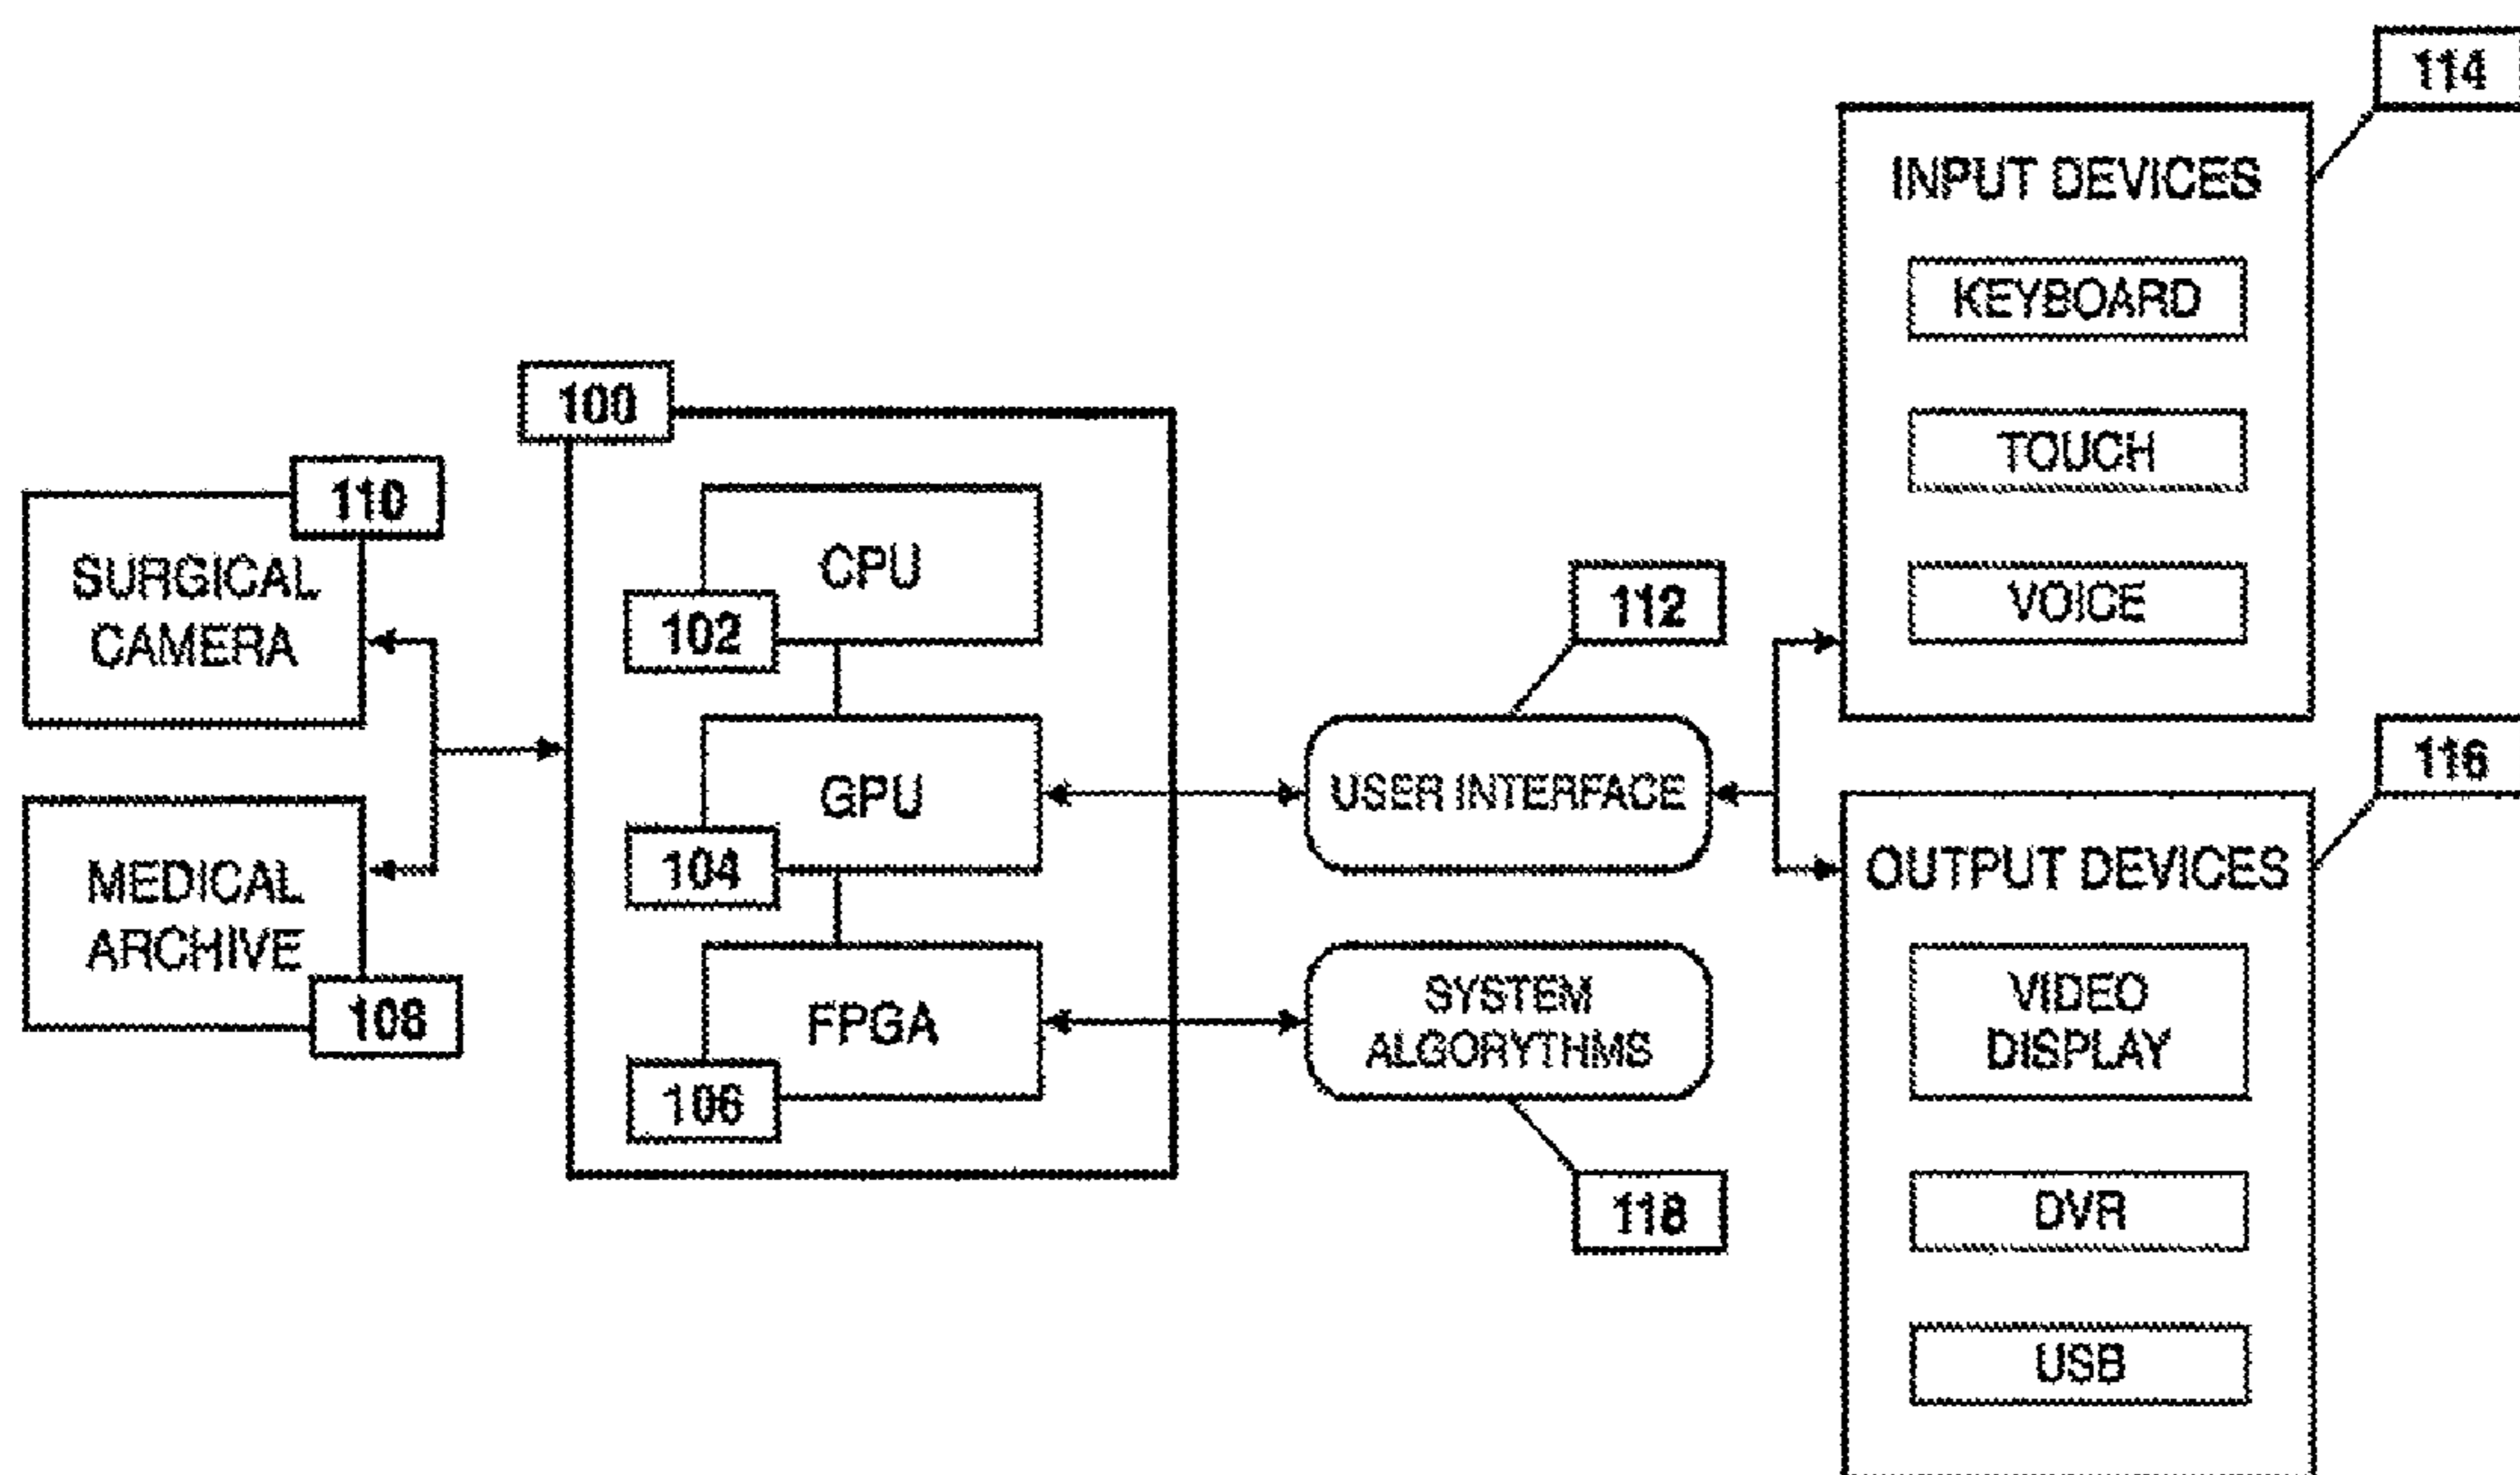 110
SURGICAL
CAMERA
MEDICAL
ARCHIVE
108
100
CPU
102
GPU
104
FPGA
106
112
USER INTERFACE
SYSTEM
ALGORYTHMS
118
114
INPUT DEVICES
KEYBOARD
TOUCH
VOICE
116
OUTPUT DEVICES
VIDEO
DISPLAY
DVR
USB